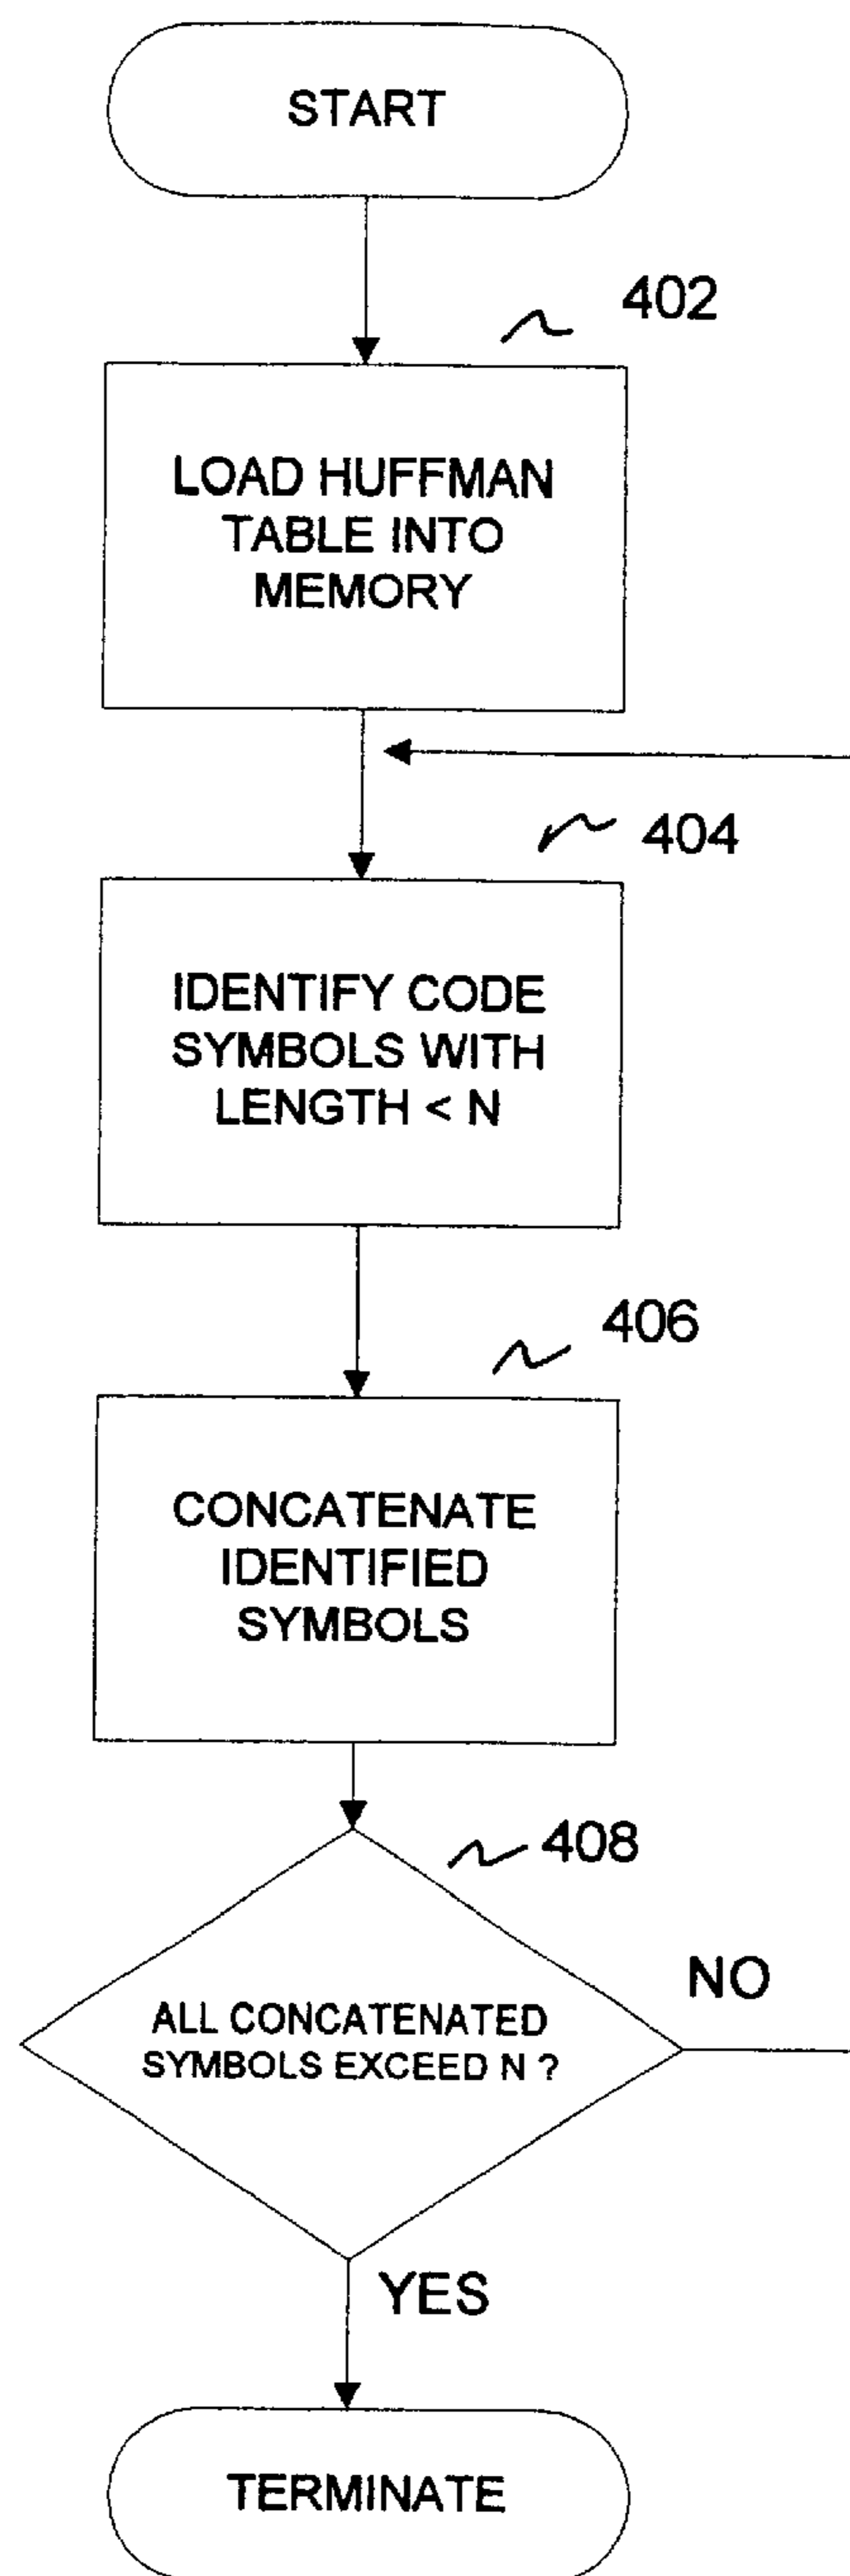 START
402
LOAD HUFFMAN
TABLE INTO
MEMORY
404
IDENTIFY CODE
SYMBOLS WITH
LENGTH < N
406
CONCATENATE
IDENTIFIED
SYMBOLS
408
NO
ALL CONCATENATED
SYMBOLS EXCEED N ?
YES
TERMINATE